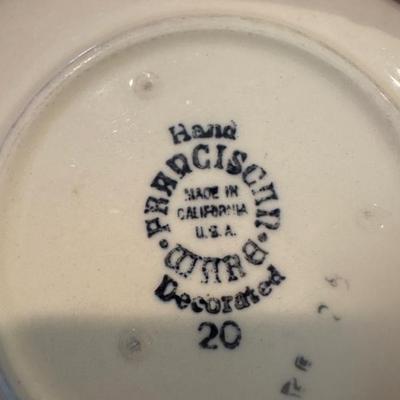 Hand
FRANCISCAN
MADE IN
CALIFORNIA
U.S.A.
WARE
Decorated
20